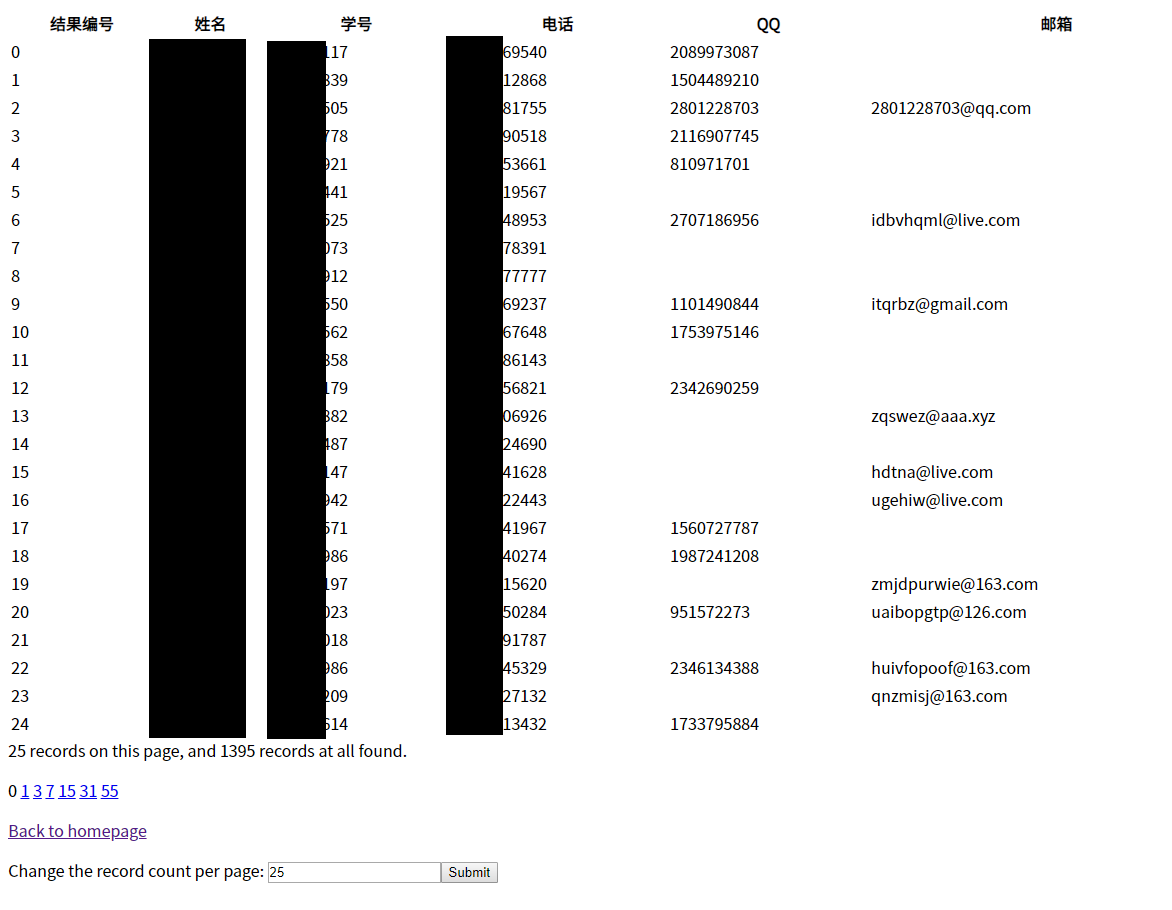 结果编号 姓名 学号 电话 QQ 邮箱
0 117 69540 2089973087
1 339 12868 1504489210
2 505 81755 2801228703 2801228703@qq.com
3 778 90518 2116907745
4 921 53661 810971701
5 441 19567
6 525 48953 2707186956 idbvhqml@live.com
7 073 78391
8 912 77777
9 550 69237 1101490844 itqrbz@gmail.com
10 562 67648 1753975146
11 358 86143
12 179 56821 2342690259
13 382 06926 zqswez@aaa.xyz
14 487 24690
15 147 41628 hdtna@live.com
16 942 22443 ugehiw@live.com
17 571 41967 1560727787
18 986 40274 1987241208
19 197 15620 zmjdpurwie@163.com
20 023 50284 951572273 uaibopgtp@126.com
21 018 91787
22 986 45329 2346134388 huivfopoof@163.com
23 209 27132 qnzmisj@163.com
24 614 13432 1733795884
25 records on this page, and 1395 records at all found.
0 1 3 7 15 31 55
Back to homepage
Change the record count per page: 25 Submit